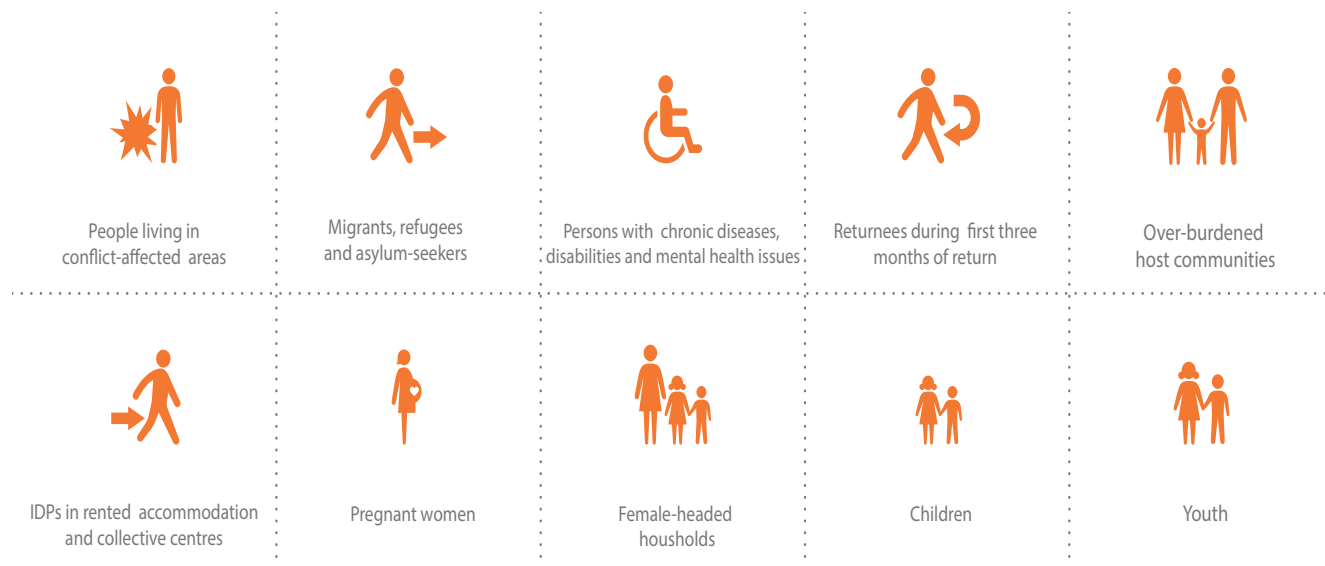 People living in
conflict-affected areas
Migrants, refugees
and asylum-seekers
Persons with chronic diseases,
disabilities and mental health issues
Returnees during first three
months of return
Over-burdened
host communities
IDPs in rented accommodation
and collective centres
Pregnant women
Female-headed
housholds
Children
Youth